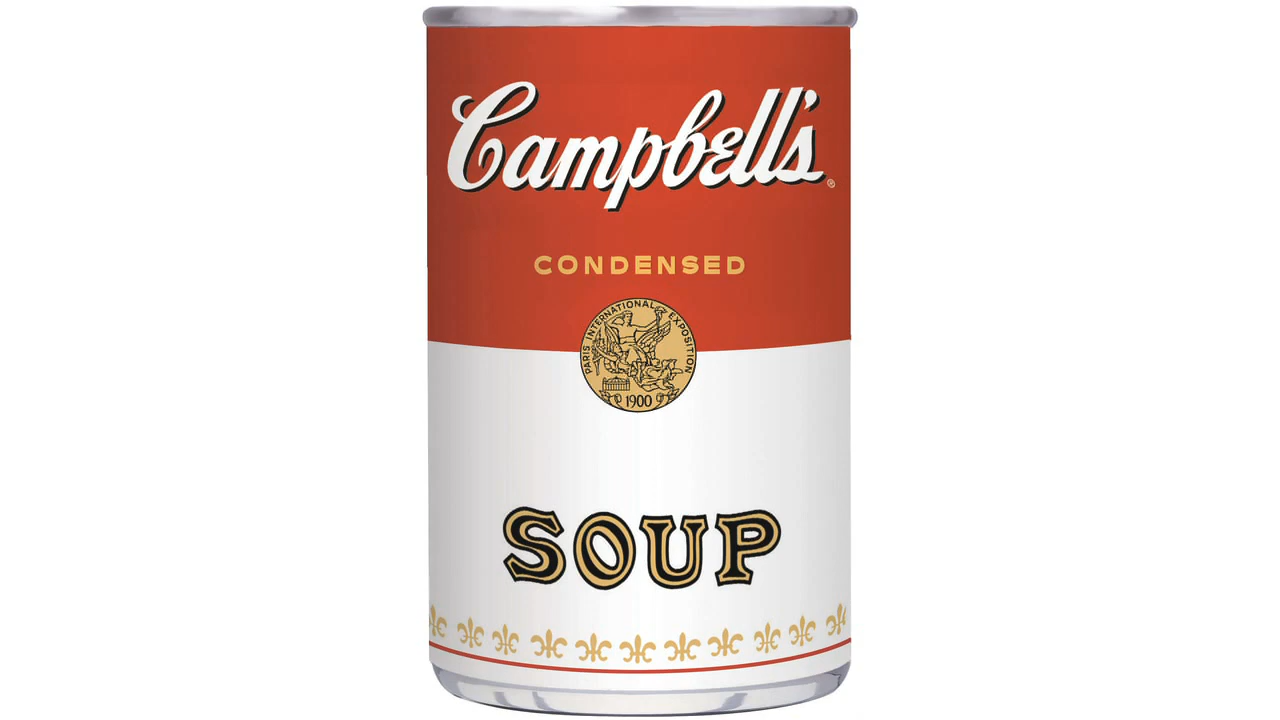 Campbell's®
CONDENSED
PARIS INTERNATIONAL EXPOSITION
1900
SOUP